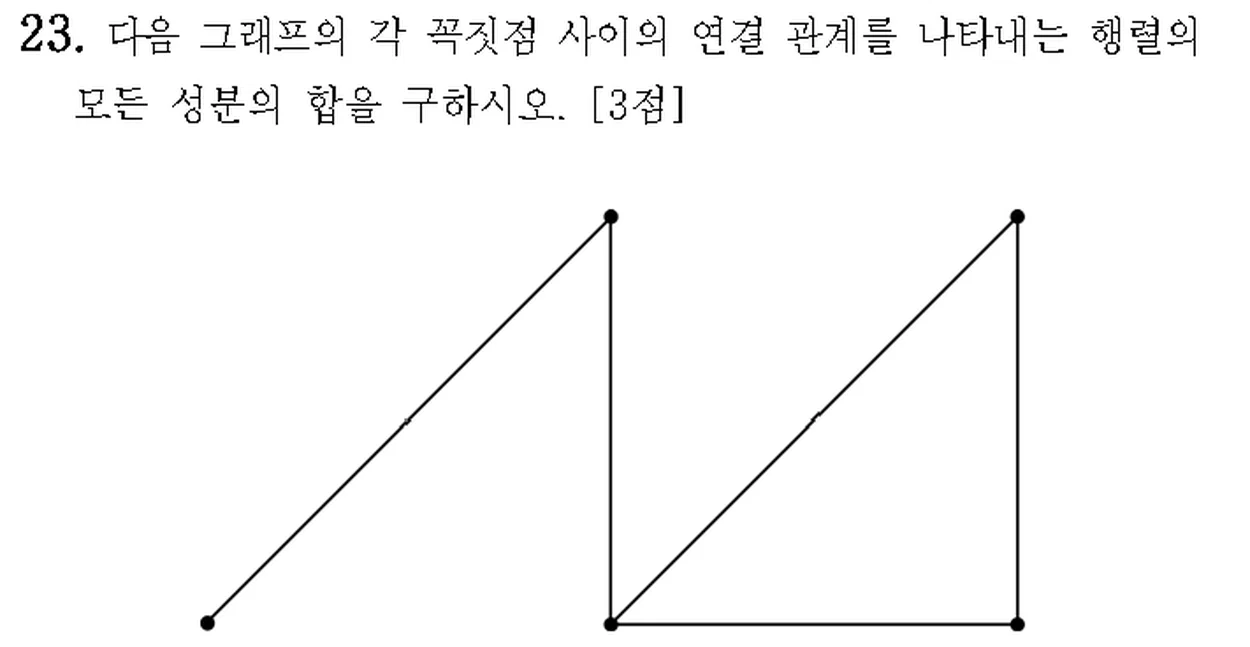 23. 다음 그래프의 각 꼭짓점 사이의 연결 관계를 나타내는 행렬의
모든 성분의 합을 구하시오. [3점]